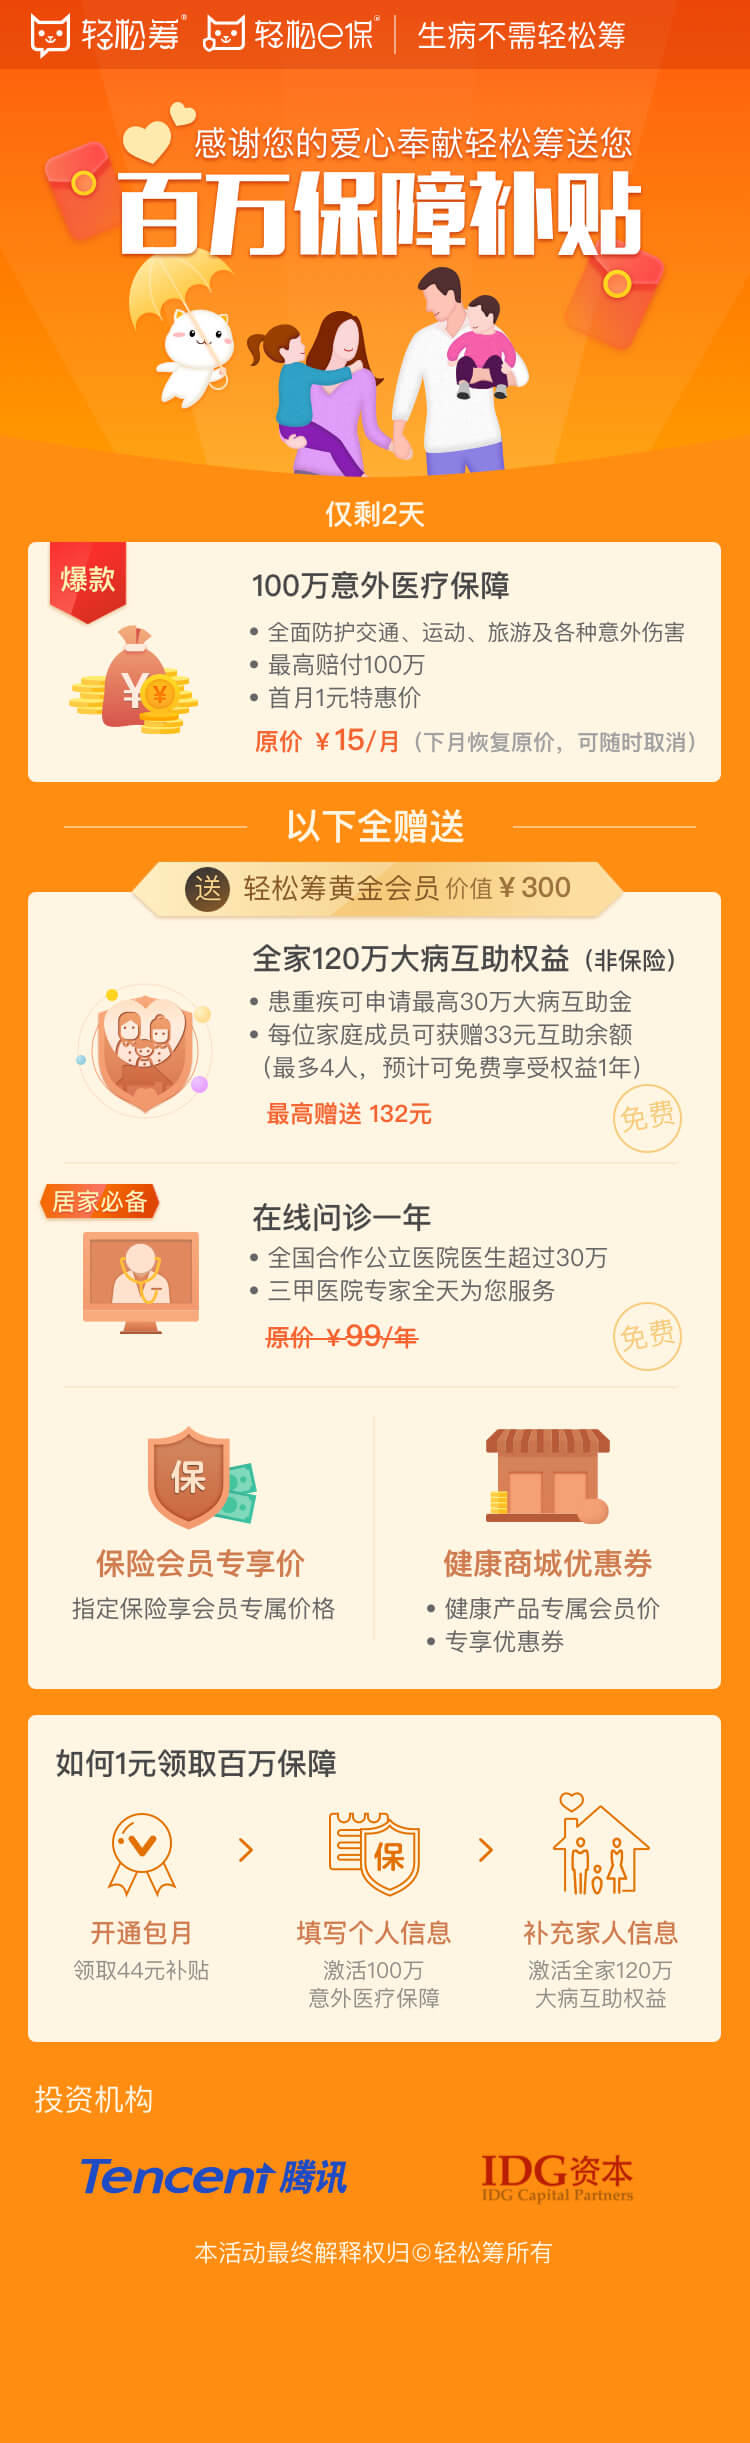 轻松筹® 轻松e保® 生病不需轻松筹
感谢您的爱心奉献轻松筹送您
百万保障补贴
仅剩2天
爆款
100万意外医疗保障
• 全面防护交通、运动、旅游及各种意外伤害
• 最高赔付100万
• 首月1元特惠价
原价 ¥15/月（下月恢复原价，可随时取消）
¥
¥
以下全赠送
送 轻松筹黄金会员 价值 ¥300
全家120万大病互助权益（非保险）
• 患重疾可申请最高30万大病互助金
• 每位家庭成员可获赠33元互助余额
（最多4人，预计可免费享受权益1年）
最高赠送 132元
免费
居家必备
在线问诊一年
• 全国合作公立医院医生超过30万
• 三甲医院专家全天为您服务
原价 ¥99/年
免费
保
保险会员专享价
指定保险享会员专属价格
健康商城优惠券
• 健康产品专属会员价
• 专享优惠券
如何1元领取百万保障
开通包月
领取44元补贴
保
填写个人信息
激活100万
意外医疗保障
补充家人信息
激活全家120万
大病互助权益
投资机构
Tencent 腾讯
IDG资本
IDG Capital Partners
本活动最终解释权归©轻松筹所有